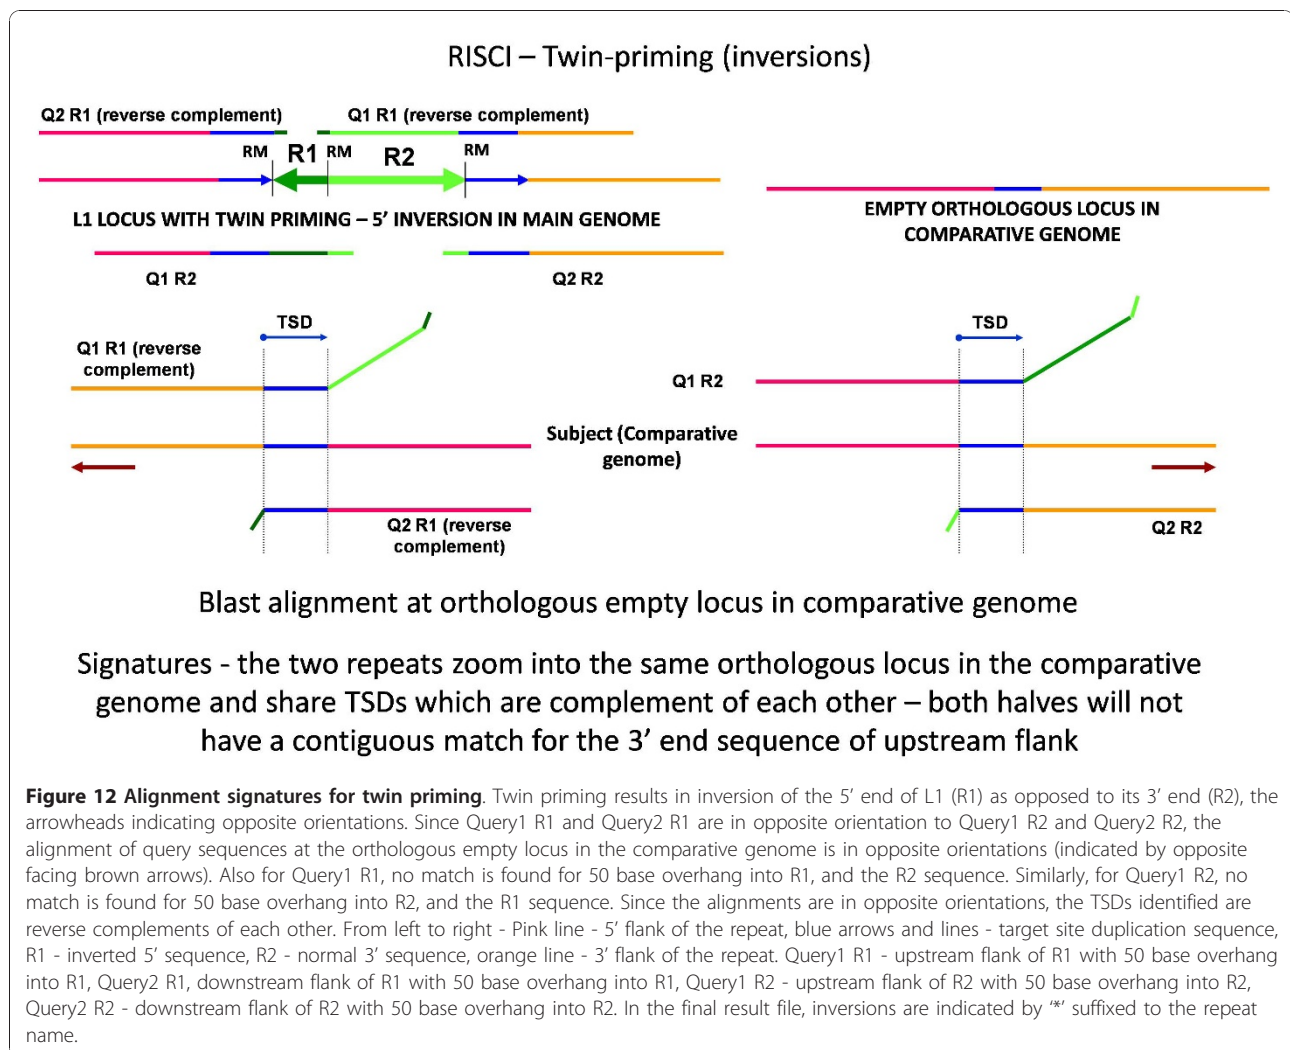 RISCI – Twin-priming (inversions)
Q2 R1 (reverse complement)
Q1 R1 (reverse complement)
RM
R1
RM
R2
RM
L1 LOCUS WITH TWIN PRIMING – 5’ INVERSION IN MAIN GENOME
EMPTY ORTHOLOGOUS LOCUS IN
COMPARATIVE GENOME
Q1 R2
Q2 R2
TSD
Q1 R1 (reverse
complement)
TSD
Q1 R2
Subject (Comparative
genome)
Q2 R1 (reverse
complement)
Q2 R2
Blast alignment at orthologous empty locus in comparative genome
Signatures - the two repeats zoom into the same orthologous locus in the comparative
genome and share TSDs which are complement of each other – both halves will not
have a contiguous match for the 3’ end sequence of upstream flank
Figure 12 Alignment signatures for twin priming. Twin priming results in inversion of the 5’ end of L1 (R1) as opposed to its 3’ end (R2), the
arrowheads indicating opposite orientations. Since Query1 R1 and Query2 R1 are in opposite orientation to Query1 R2 and Query2 R2, the
alignment of query sequences at the orthologous empty locus in the comparative genome is in opposite orientations (indicated by opposite
facing brown arrows). Also for Query1 R1, no match is found for 50 base overhang into R1, and the R2 sequence. Similarly, for Query1 R2, no
match is found for 50 base overhang into R2, and the R1 sequence. Since the alignments are in opposite orientations, the TSDs identified are
reverse complements of each other. From left to right - Pink line - 5’ flank of the repeat, blue arrows and lines - target site duplication sequence,
R1 - inverted 5’ sequence, R2 - normal 3’ sequence, orange line - 3’ flank of the repeat. Query1 R1 - upstream flank of R1 with 50 base overhang
into R1, Query2 R1, downstream flank of R1 with 50 base overhang into R1, Query1 R2 - upstream flank of R2 with 50 base overhang into R2,
Query2 R2 - downstream flank of R2 with 50 base overhang into R2. In the final result file, inversions are indicated by ‘*’ suffixed to the repeat
name.